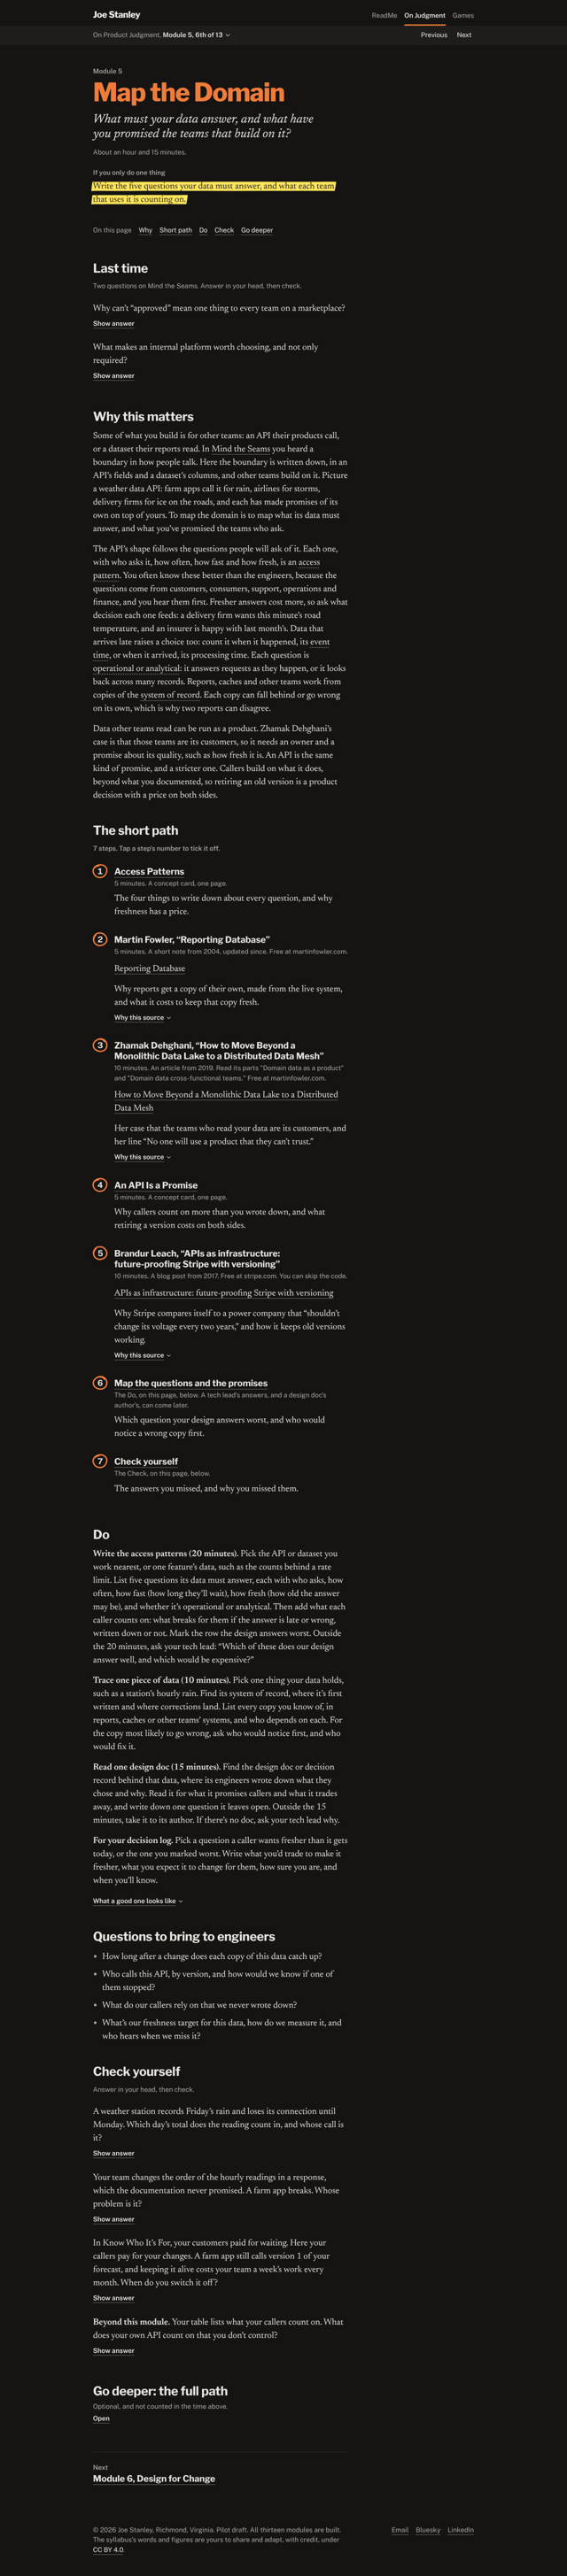 Joe Stanley
ReadMe On Judgment Games
On Product Judgment, Module 5, 6th of 13
Previous Next
Module 5
Map the Domain
What must your data answer, and what have
you promised the teams that build on it?
About an hour and 15 minutes.
If you only do one thing
Write the five questions your data must answer, and what each team
that uses it is counting on.
On this page Why Short path Do Check Go deeper
Last time
Two questions on Mind the Seams. Answer in your head, then check.
Why can't “approved” mean one thing to every team on a marketplace?
Show answer
What makes an internal platform worth choosing, and not only
required?
Show answer
Why this matters
Some of what you build is for other teams: an API their products call,
or a dataset their reports read. In Mind the Seams you heard a
boundary in how people talk. Here the boundary is written down, in an
API's fields and a dataset's columns, and other teams build on it. Picture
a weather data API: farm apps call it for rain, airlines for storms,
delivery firms for ice on the roads, and each has made promises of its
own on top of yours. To map the domain is to map what its data must
answer, and what you've promised the teams who ask.
The API's shape follows the questions people will ask of it. Each one,
with who asks it, how often, how fast and how fresh, is an access
pattern. You often know these better than the engineers, because the
questions come from customers, consumers, support, operations and
finance, and you hear them first. Fresher answers cost more, so ask what
decision each one feeds: a delivery firm wants this minute's road
temperature, and an insurer is happy with last month's. Data that
arrives late raises a choice too: count it when it happened, its event
time, or when it arrived, its processing time. Each question is
operational or analytical: it answers requests as they happen, or it looks
back across many records. Reports, caches and other teams work from
copies of the system of record. Each copy can fall behind or go wrong
on its own, which is why two reports can disagree.
Data other teams read can be run as a product. Zhamak Dehghani's
case is that those teams are its customers, so it needs an owner and a
promise about its quality, such as how fresh it is. An API is the same
kind of promise, and a stricter one. Callers build on what it does,
beyond what you documented, so retiring an old version is a product
decision with a price on both sides.
The short path
7 steps. Tap a step's number to tick it off.
1 Access Patterns
5 minutes. A concept card, one page.
The four things to write down about every question, and why
freshness has a price.
2 Martin Fowler, “Reporting Database”
5 minutes. A short note from 2004, updated since. Free at martinfowler.com.
Reporting Database
Why reports get a copy of their own, made from the live system,
and what it costs to keep that copy fresh.
Why this source
3 Zhamak Dehghani, “How to Move Beyond a
Monolithic Data Lake to a Distributed Data Mesh”
10 minutes. An article from 2019. Read its parts "Domain data as a product"
and "Domain data cross-functional teams." Free at martinfowler.com.
How to Move Beyond a Monolithic Data Lake to a Distributed
Data Mesh
Her case that the teams who read your data are its customers, and
her line “No one will use a product that they can't trust.”
Why this source
4 An API Is a Promise
5 minutes. A concept card, one page.
Why callers count on more than you wrote down, and what
retiring a version costs on both sides.
5 Brandur Leach, “APIs as infrastructure:
future-proofing Stripe with versioning”
10 minutes. A blog post from 2017. Free at stripe.com. You can skip the code.
APIs as infrastructure: future-proofing Stripe with versioning
Why Stripe compares itself to a power company that “shouldn't
change its voltage every two years,” and how it keeps old versions
working.
Why this source
6 Map the questions and the promises
The Do, on this page, below. A tech lead's answers, and a design doc's
author's, can come later.
Which question your design answers worst, and who would
notice a wrong copy first.
7 Check yourself
The Check, on this page, below.
The answers you missed, and why you missed them.
Do
Write the access patterns (20 minutes). Pick the API or dataset you
work nearest, or one feature's data, such as the counts behind a rate
limit. List five questions its data must answer, each with who asks, how
often, how fast (how long they'll wait), how fresh (how old the answer
may be), and whether it's operational or analytical. Then add what each
caller counts on: what breaks for them if the answer is late or wrong,
written down or not. Mark the row the design answers worst. Outside
the 20 minutes, ask your tech lead: “Which of these does our design
answer well, and which would be expensive?”
Trace one piece of data (10 minutes). Pick one thing your data holds,
such as a station's hourly rain. Find its system of record, where it's first
written and where corrections land. List every copy you know of, in
reports, caches or other teams' systems, and who depends on each. For
the copy most likely to go wrong, ask who would notice first, and who
would fix it.
Read one design doc (15 minutes). Find the design doc or decision
record behind that data, where its engineers wrote down what they
chose and why. Read it for what it promises callers and what it trades
away, and write down one question it leaves open. Outside the 15
minutes, take it to its author. If there's no doc, ask your tech lead why.
For your decision log. Pick a question a caller wants fresher than it gets
today, or the one you marked worst. Write what you'd trade to make it
fresher, what you expect it to change for them, how sure you are, and
when you'll know.
What a good one looks like
Questions to bring to engineers
• How long after a change does each copy of this data catch up?
• Who calls this API, by version, and how would we know if one of
them stopped?
• What do our callers rely on that we never wrote down?
• What's our freshness target for this data, how do we measure it, and
who hears when we miss it?
Check yourself
Answer in your head, then check.
A weather station records Friday's rain and loses its connection until
Monday. Which day's total does the reading count in, and whose call is
it?
Show answer
Your team changes the order of the hourly readings in a response,
which the documentation never promised. A farm app breaks. Whose
problem is it?
Show answer
In Know Who It's For, your customers paid for waiting. Here your
callers pay for your changes. A farm app still calls version 1 of your
forecast, and keeping it alive costs your team a week's work every
month. When do you switch it off?
Show answer
Beyond this module. Your table lists what your callers count on. What
does your own API count on that you don't control?
Show answer
Go deeper: the full path
Optional, and not counted in the time above.
Open
Next
Module 6, Design for Change
© 2026 Joe Stanley, Richmond, Virginia. Pilot draft. All thirteen modules are built.
The syllabus's words and figures are yours to share and adapt, with credit, under
CC BY 4.0.
Email Bluesky LinkedIn